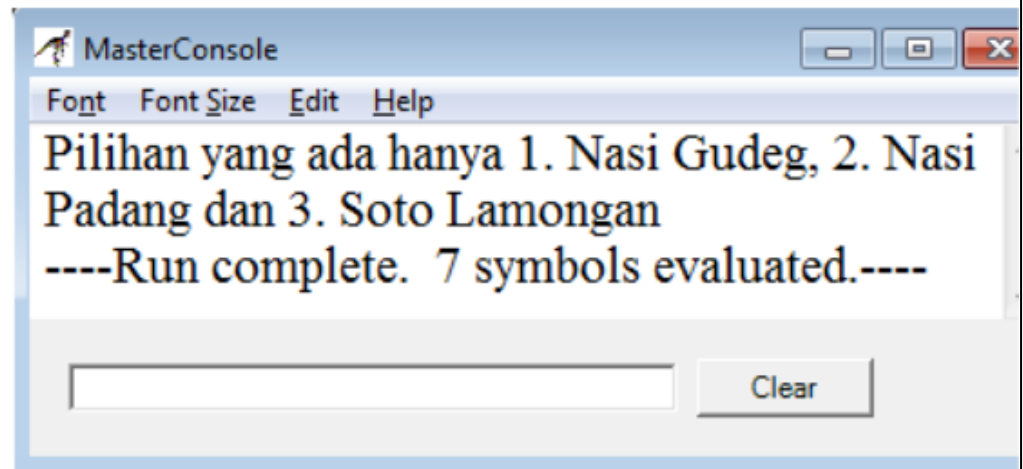 MasterConsole
Font Font Size Edit Help
Pilihan yang ada hanya 1. Nasi Gudeg, 2. Nasi
Padang dan 3. Soto Lamongan
----Run complete.  7 symbols evaluated.----
Clear